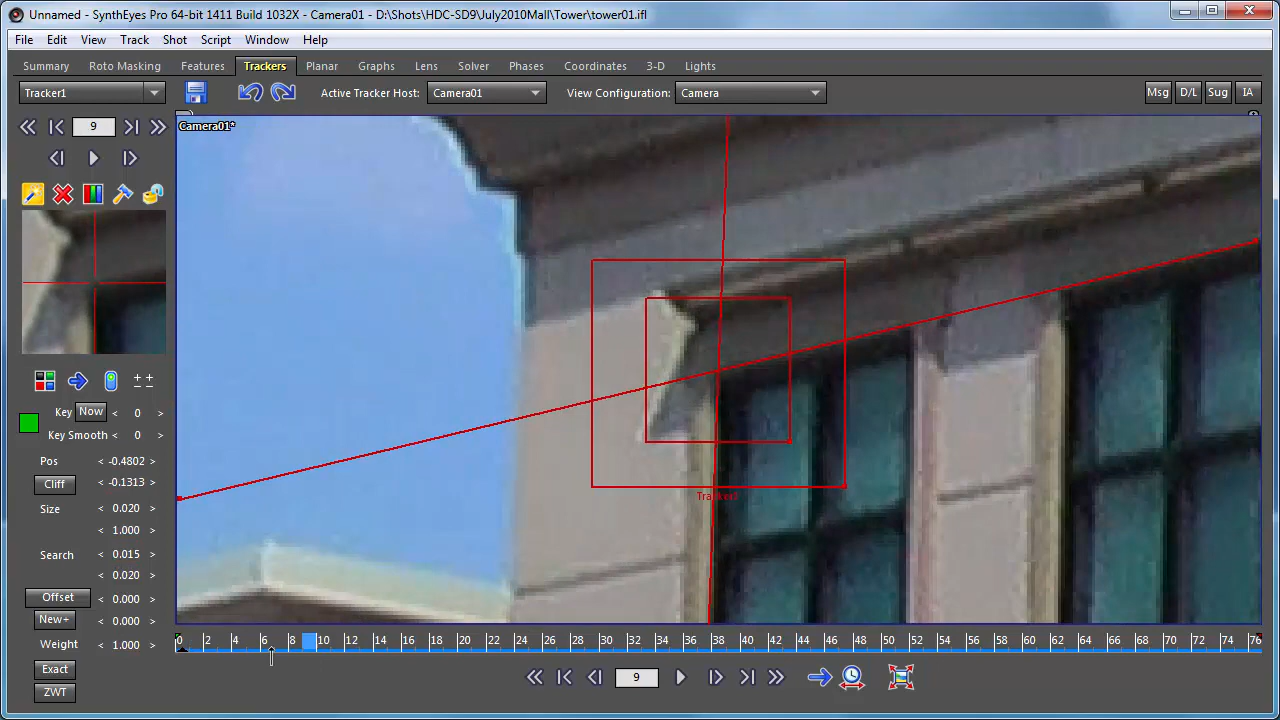 Unnamed - SynthEyes Pro 64-bit 1411 Build 1032X - Camera01 - D:\Shots\HDC-SD9\July2010Mall\Tower\tower01.ifl
File Edit View Track Shot Script Window Help
Summary Roto Masking Features Trackers Planar Graphs Lens Solver Phases Coordinates 3-D Lights
Tracker1 Active Tracker Host: Camera01 View Configuration: Camera Msg D/L Sug IA
9
Camera01*
Key Now < 0 >
Key Smooth < 0
Pos < -0.4802
Cliff < -0.1313
Size < 0.020
< 1.000
Search < 0.015
< 0.020
Offset < 0.000 >
New+ < 0.000 >
Weight < 1.000 >
Exact
ZWT
Tracker1
0 2 4 6 8 10 12 14 16 18 20 22 24 26 28 30 32 34 36 38 40 42 44 46 48 50 52 54 56 58 60 62 64 66 68 70 72 74 76
9